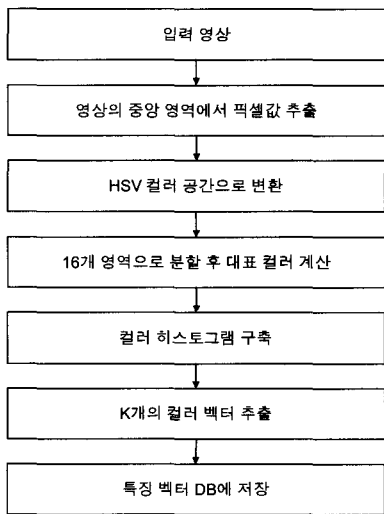 입력 영상
영상의 중앙 영역에서 픽셀값 추출
HSV 컬러 공간으로 변환
16개 영역으로 분할 후 대표 컬러 계산
컬러 히스토그램 구축
K개의 컬러 벡터 추출
특징 벡터 DB에 저장